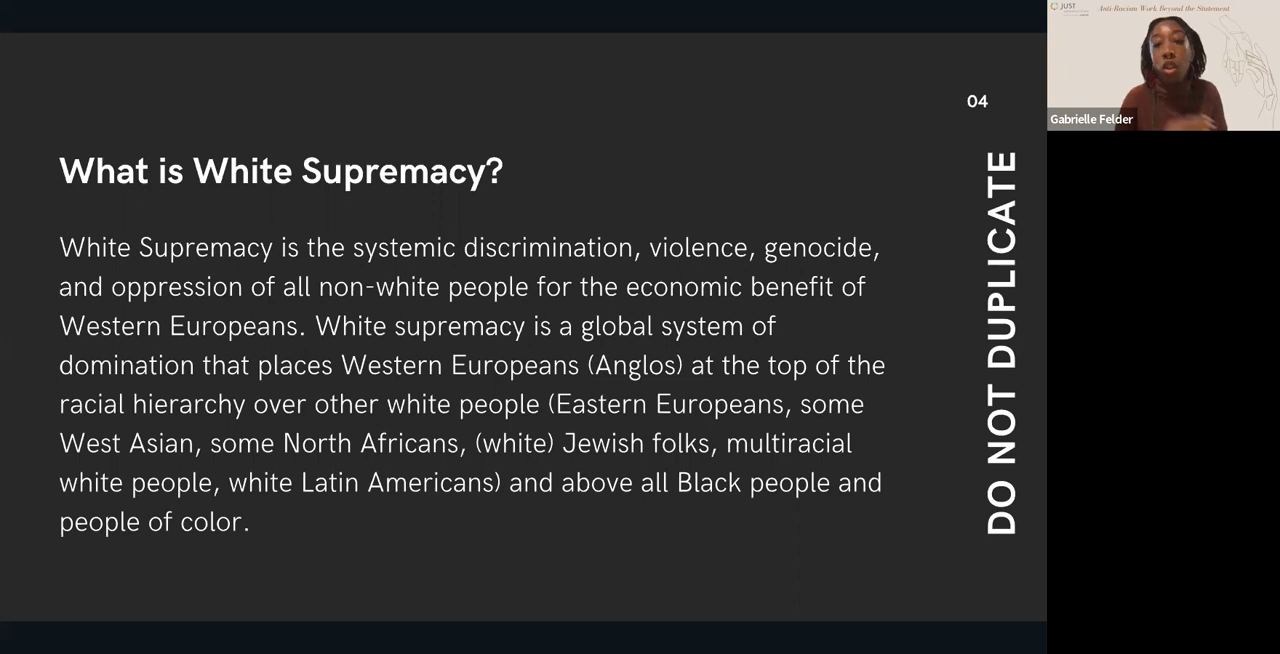 JUST
Anti-Racism Work Beyond the Statement
Gabrielle Felder
04
DO NOT DUPLICATE
What is White Supremacy?
White Supremacy is the systemic discrimination, violence, genocide,
and oppression of all non-white people for the economic benefit of
Western Europeans. White supremacy is a global system of
domination that places Western Europeans (Anglos) at the top of the
racial hierarchy over other white people (Eastern Europeans, some
West Asian, some North Africans, (white) Jewish folks, multiracial
white people, white Latin Americans) and above all Black people and
people of color.